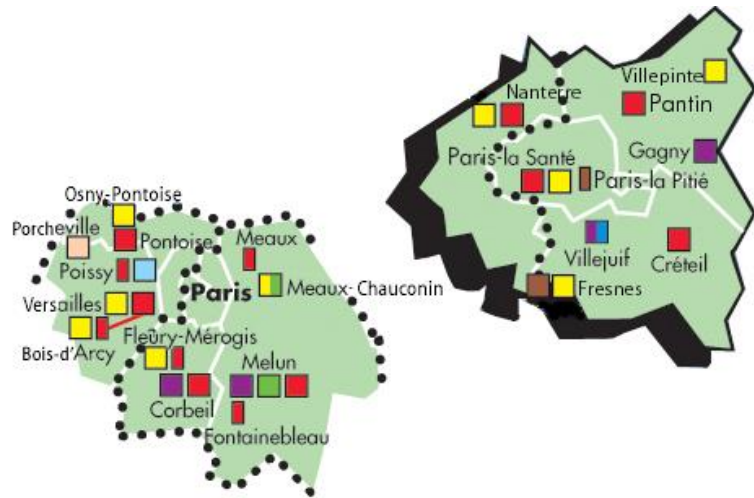 Osny-Pontoise
Porcheville
Pontoise
Poissy
Versailles
Bois-d'Arcy
Paris
Meaux
Meaux-Chauconin
Fleury-Mérogis
Melun
Corbeil
Fontainebleau
Villepinte
Nanterre
Pantin
Gagny
Paris-la Santé
Paris-la Pitié
Villejuif
Créteil
Fresnes